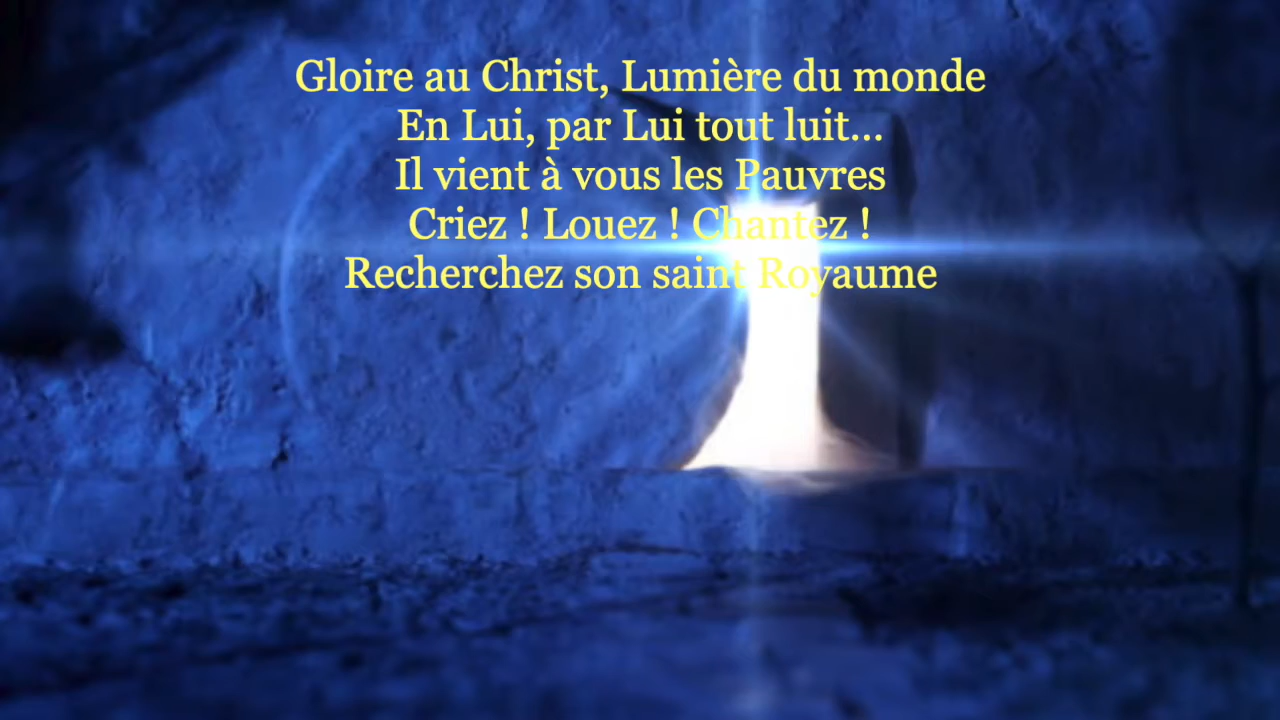 Gloire au Christ, Lumière du monde
En Lui, par Lui tout luit...
Il vient à vous les Pauvres
Criez ! Louez ! Chantez !
Recherchez son saint Royaume